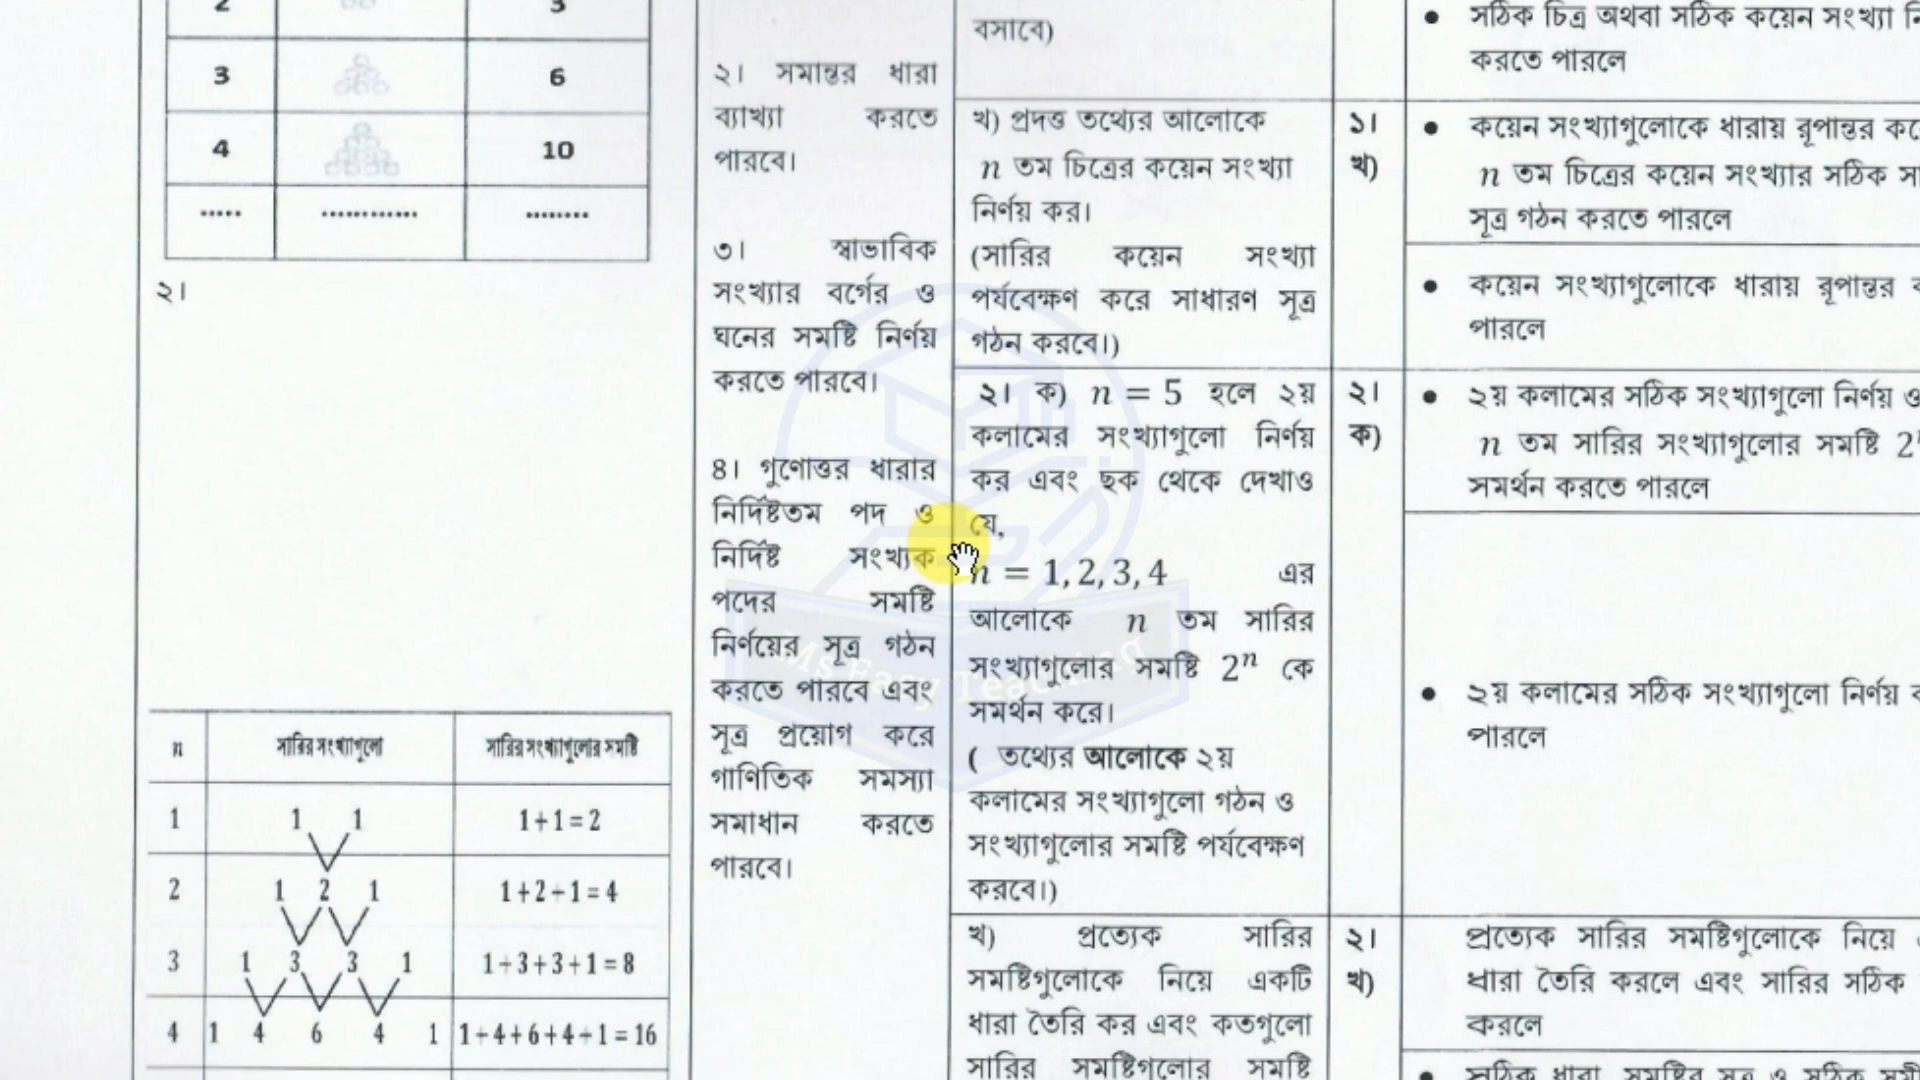 2 3
3 6
4 10
..... ............ ........
২।
n সারির সংখ্যাগুলো সারির সংখ্যাগুলোর সমষ্টি
1 1 1 1+1=2
2 1 2 1 1+2+1=4
3 1 3 3 1 1+3+3+1=8
4 1 4 6 4 1 1+4+6+4+1=16
২। সমান্তর ধারা
ব্যাখ্যা করতে
পারবে।
৩। স্বাভাবিক
সংখ্যার বর্গের ও
ঘনের সমষ্টি নির্ণয়
করতে পারবে।
৪। গুণোত্তর ধারার
নির্দিষ্টতম পদ ও
নির্দিষ্ট সংখ্যক
পদের সমষ্টি
নির্ণয়ের সূত্র গঠন
করতে পারবে এবং
সূত্র প্রয়োগ করে
গাণিতিক সমস্যা
সমাধান করতে
পারবে।
বসাবে)
খ) প্রদত্ত তথ্যের আলোকে
n তম চিত্রের কয়েন সংখ্যা
নির্ণয় কর।
(সারির কয়েন সংখ্যা
পর্যবেক্ষণ করে সাধারণ সূত্র
গঠন করবে।)
২। ক) n = 5 হলে ২য়
কলামের সংখ্যাগুলো নির্ণয়
কর এবং ছক থেকে দেখাও
যে,
n = 1, 2, 3, 4 এর
আলোকে n তম সারির
সংখ্যাগুলোর সমষ্টি 2ⁿ কে
সমর্থন করে।
( তথ্যের আলোকে ২য়
কলামের সংখ্যাগুলো গঠন ও
সংখ্যাগুলোর সমষ্টি পর্যবেক্ষণ
করবে।)
খ) প্রত্যেক সারির
সমষ্টিগুলোকে নিয়ে একটি
ধারা তৈরি কর এবং কতগুলো
সারির সমষ্টিগুলোর সমষ্টি
১।
খ)
২।
ক)
২।
খ)
• সঠিক চিত্র অথবা সঠিক কয়েন সংখ্যা
করতে পারলে
• কয়েন সংখ্যাগুলোকে ধারায় রূপান্তর
n তম চিত্রের কয়েন সংখ্যার সঠিক
সূত্র গঠন করতে পারলে
• কয়েন সংখ্যাগুলোকে ধারায় রূপান্তর
পারলে
• ২য় কলামের সঠিক সংখ্যাগুলো নির্ণয় ও
n তম সারির সংখ্যাগুলোর সমষ্টি 2ⁿ
সমর্থন করতে পারলে
• ২য় কলামের সঠিক সংখ্যাগুলো নির্ণয়
পারলে
প্রত্যেক সারির সমষ্টিগুলোকে নিয়ে
ধারা তৈরি করলে এবং সারির সঠিক
করলে
• সঠিক ধারা, সমষ্টির সূত্র ও সঠিক
Ms Easy Teaching